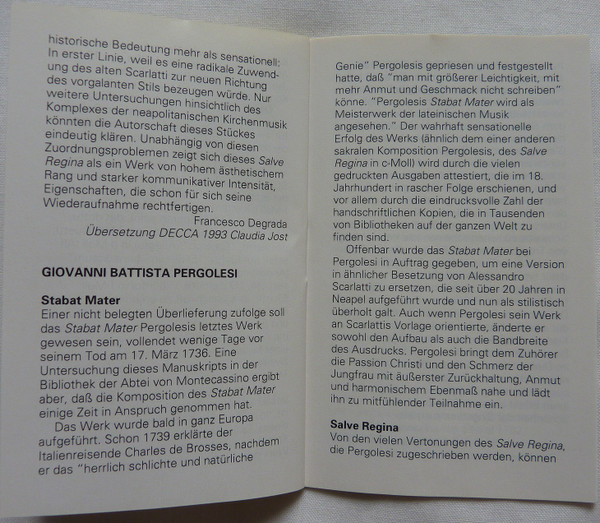 historische Bedeutung mehr als sensationell:
In erster Linie, weil es eine radikale Zuwend-
ung des alten Scarlatti zur neuen Richtung
des vorgalanten Stils bezeugen würde. Nur
weitere Untersuchungen hinsichtlich des
Komplexes der neapolitanischen Kirchenmusik
könnten die Autorschaft dieses Stückes
eindeutig klären. Unabhängig von diesen
Zuordnungsproblemen zeigt sich dieses Salve
Regina als ein Werk von hohem ästhetischem
Rang und starker kommunikativer Intensität,
Eigenschaften, die schon für sich seine
Wiederaufnahme rechtfertigen.
Francesco Degrada
Übersetzung DECCA 1993 Claudia Jost
GIOVANNI BATTISTA PERGOLESI
Stabat Mater
Einer nicht belegten Überlieferung zufolge soll
das Stabat Mater Pergolesis letztes Werk
gewesen sein, vollendet wenige Tage vor
seinem Tod am 17. März 1736. Eine
Untersuchung dieses Manuskripts in der
Bibliothek der Abtei von Montecassino ergibt
aber, daß die Komposition des Stabat Mater
einige Zeit in Anspruch genommen hat.
Das Werk wurde bald in ganz Europa
aufgeführt. Schon 1739 erklärte der
Italienreisende Charles de Brosses, nachdem
er das "herrlich schlichte und natürliche
Genie" Pergolesis gepriesen und festgestellt
hatte, daß "man mit größerer Leichtigkeit, mit
mehr Anmut und Geschmack nicht schreiben"
könne. "Pergolesis Stabat Mater wird als
Meisterwerk der lateinischen Musik
angesehen." Der wahrhaft sensationelle
Erfolg des Werks (ähnlich dem einer anderen
sakralen Komposition Pergolesis, des Salve
Regina in c-Moll) wird durch die vielen
gedruckten Ausgaben attestiert, die im 18.
Jahrhundert in rascher Folge erschienen, und
vor allem durch die eindrucksvolle Zahl der
handschriftlichen Kopien, die in Tausenden
von Bibliotheken auf der ganzen Welt zu
finden sind.
Offenbar wurde das Stabat Mater bei
Pergolesi in Auftrag gegeben, um eine Version
in ähnlicher Besetzung von Alessandro
Scarlatti zu ersetzen, die seit über 20 Jahren in
Neapel aufgeführt wurde und nun als stilistisch
überholt galt. Auch wenn Pergolesi sein Werk
an Scarlattis Vorlage orientierte, änderte er
sowohl den Aufbau als auch die Bandbreite
des Ausdrucks. Pergolesi bringt dem Zuhörer
die Passion Christi und den Schmerz der
Jungfrau mit äußerster Zurückhaltung, Anmut
und harmonischem Ebenmaß nahe und lädt
ihn zu mitfühlender Teilnahme ein.
Salve Regina
Von den vielen Vertonungen des Salve Regina,
die Pergolesi zugeschrieben werden, können